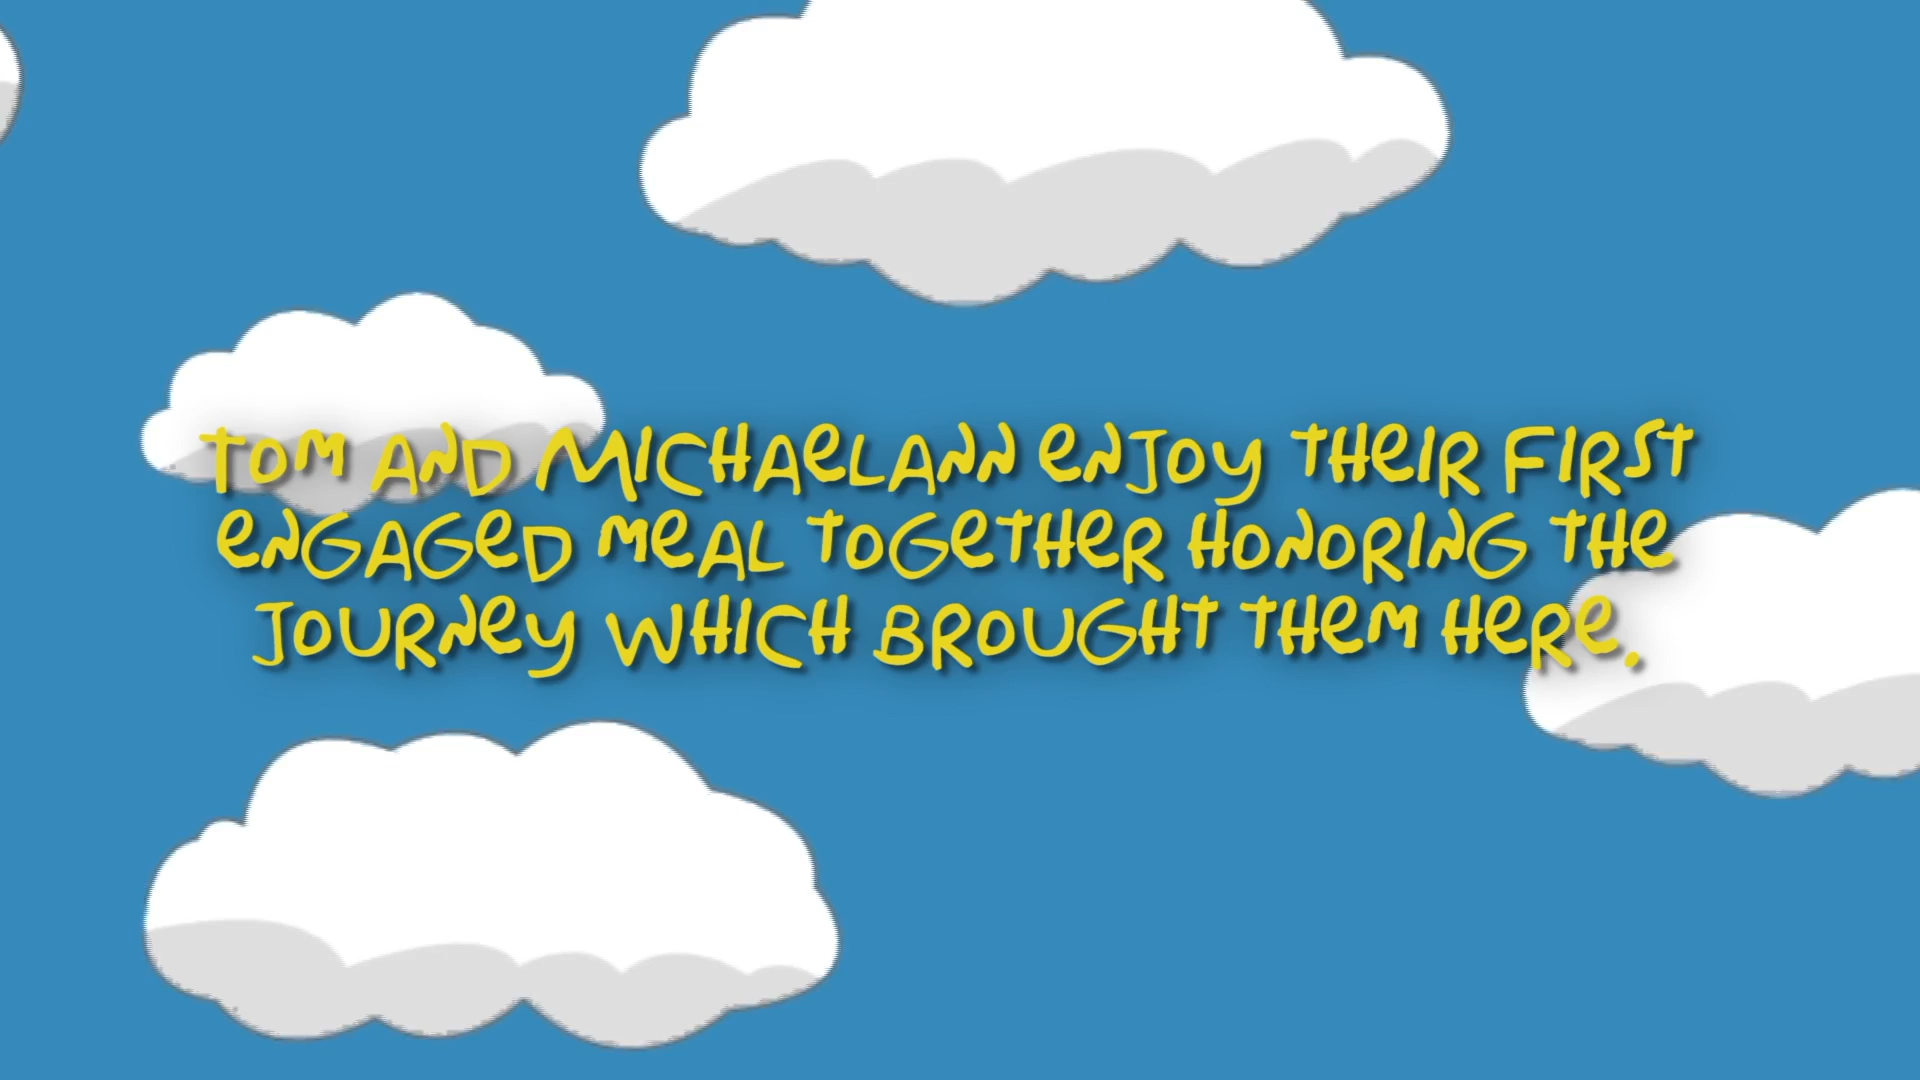 Tom and Michaelann enjoy their first
engaged meal together honoring the
journey which brought them here.